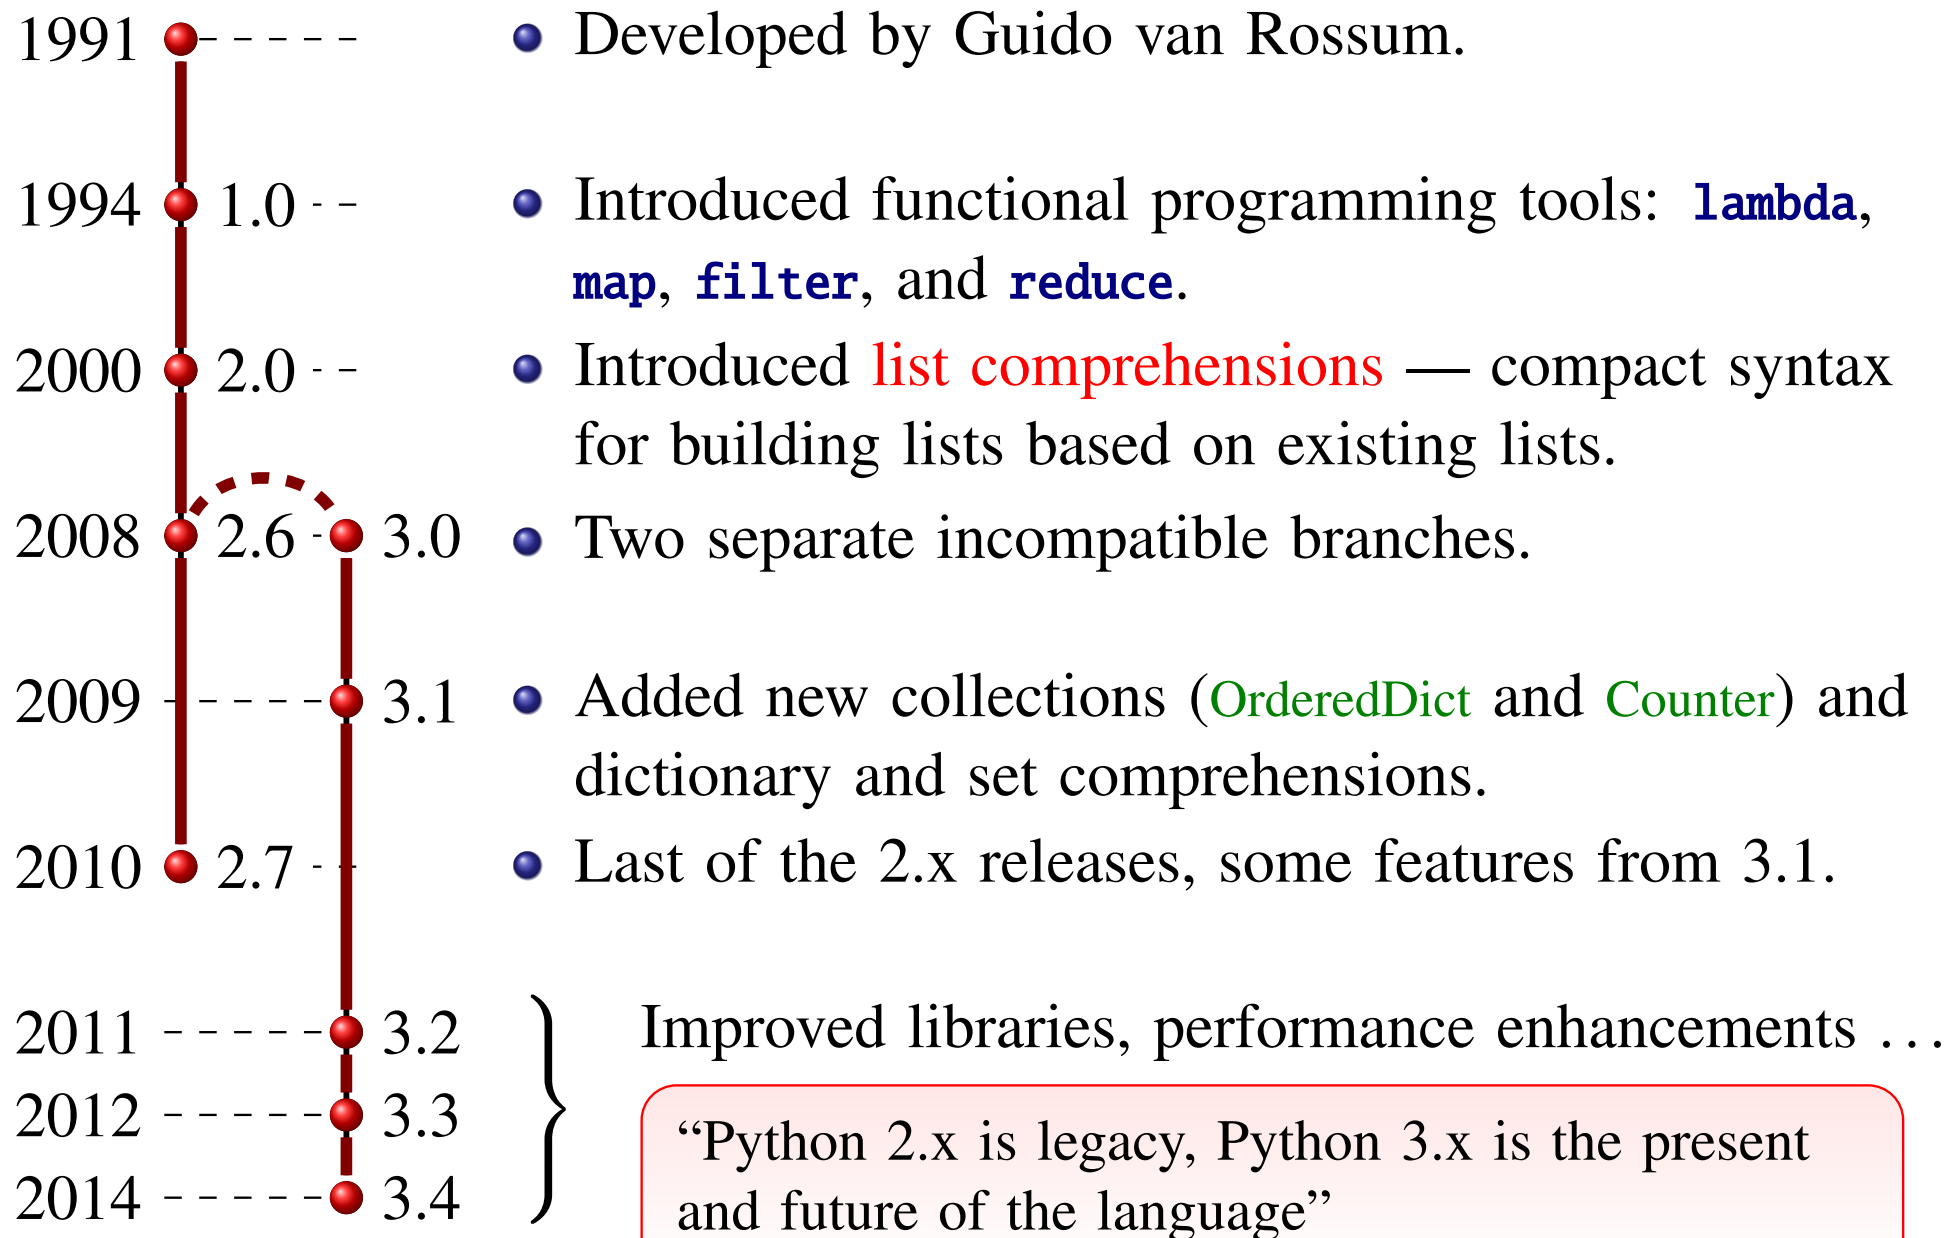 1991 Developed by Guido van Rossum.
1994 1.0 Introduced functional programming tools: lambda,
map, filter, and reduce.
2000 2.0 Introduced list comprehensions — compact syntax
for building lists based on existing lists.
2008 2.6 3.0 Two separate incompatible branches.
2009 3.1 Added new collections (OrderedDict and Counter) and
dictionary and set comprehensions.
2010 2.7 Last of the 2.x releases, some features from 3.1.
2011 3.2 Improved libraries, performance enhancements ...
2012 3.3 “Python 2.x is legacy, Python 3.x is the present
2014 3.4 and future of the language”